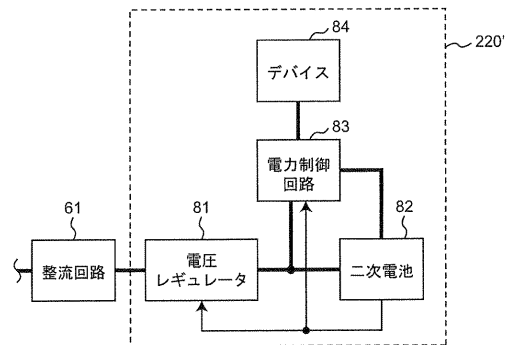 84
220'
デバイス
83
電力制御
回路
61
81
82
整流回路
電圧
レギュレータ
二次電池